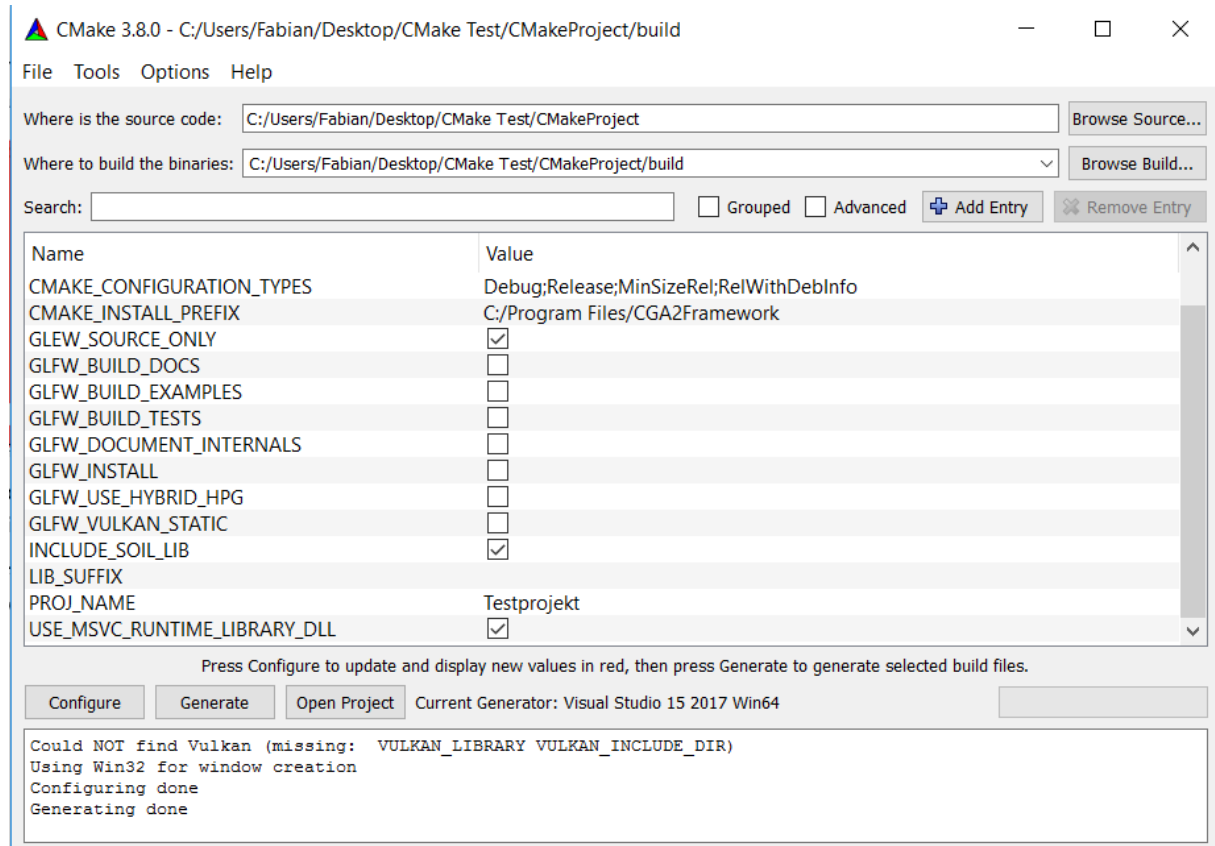 CMake 3.8.0 - C:/Users/Fabian/Desktop/CMake Test/CMakeProject/build
File Tools Options Help
Where is the source code: C:/Users/Fabian/Desktop/CMake Test/CMakeProject Browse Source...
Where to build the binaries: C:/Users/Fabian/Desktop/CMake Test/CMakeProject/build Browse Build...
Search: Grouped Advanced Add Entry Remove Entry
Name Value
CMAKE_CONFIGURATION_TYPES Debug;Release;MinSizeRel;RelWithDebInfo
CMAKE_INSTALL_PREFIX C:/Program Files/CGA2Framework
GLEW_SOURCE_ONLY
GLFW_BUILD_DOCS
GLFW_BUILD_EXAMPLES
GLFW_BUILD_TESTS
GLFW_DOCUMENT_INTERNALS
GLFW_INSTALL
GLFW_USE_HYBRID_HPG
GLFW_VULKAN_STATIC
INCLUDE_SOIL_LIB
LIB_SUFFIX
PROJ_NAME Testprojekt
USE_MSVC_RUNTIME_LIBRARY_DLL
Press Configure to update and display new values in red, then press Generate to generate selected build files.
Configure Generate Open Project Current Generator: Visual Studio 15 2017 Win64
Could NOT find Vulkan (missing:  VULKAN_LIBRARY VULKAN_INCLUDE_DIR)
Using Win32 for window creation
Configuring done
Generating done